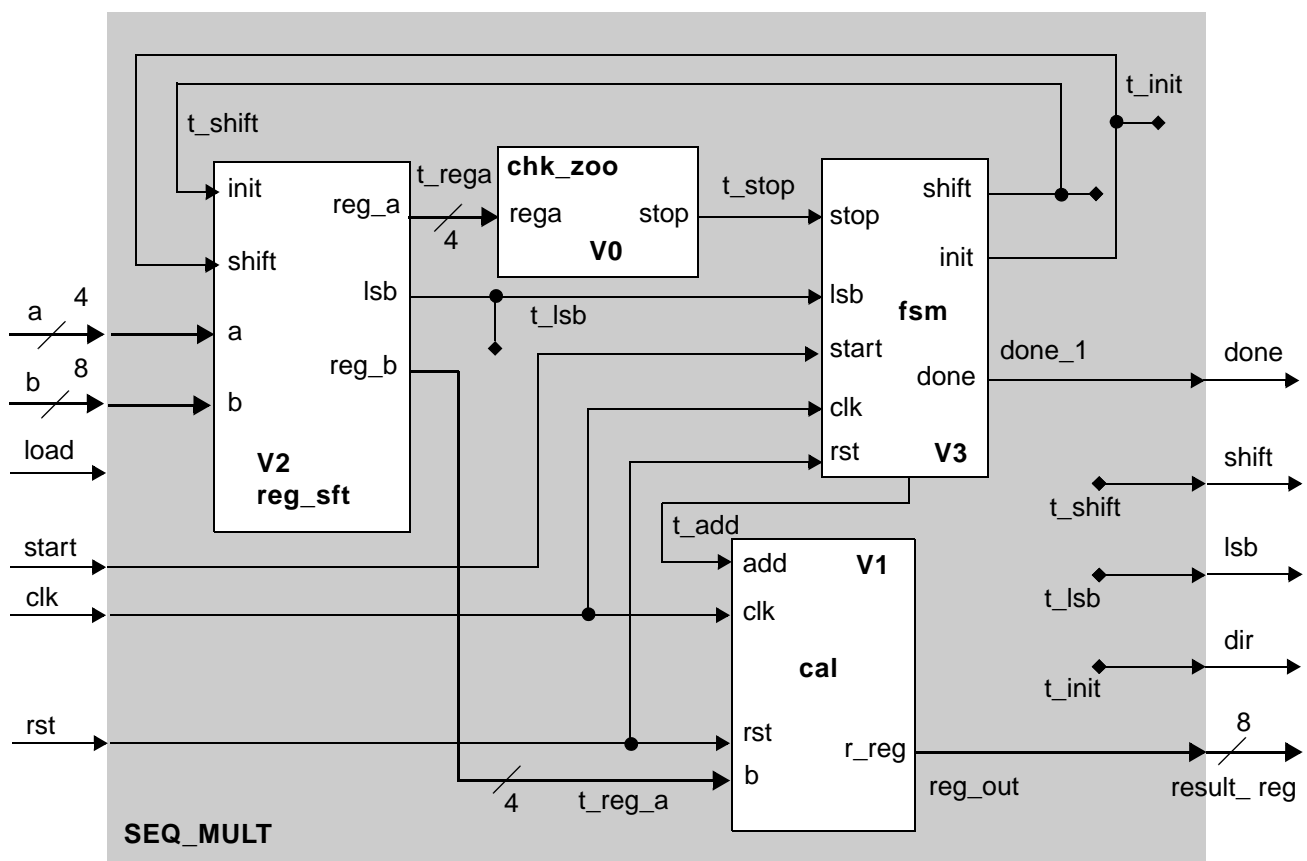 t_init
t_shift
init
reg_a
shift
lsb
a
reg_b
b
V2
reg_sft
t_rega
4
chk_zoo
rega
stop
V0
t_stop
t_lsb
shift
stop
init
lsb
fsm
start
done
clk
rst
V3
done_1
a
4
b
8
load
start
clk
rst
t_add
add
V1
clk
cal
rst
r_reg
b
4
t_reg_a
reg_out
done
shift
t_shift
lsb
t_lsb
dir
t_init
8
result_ reg
SEQ_MULT